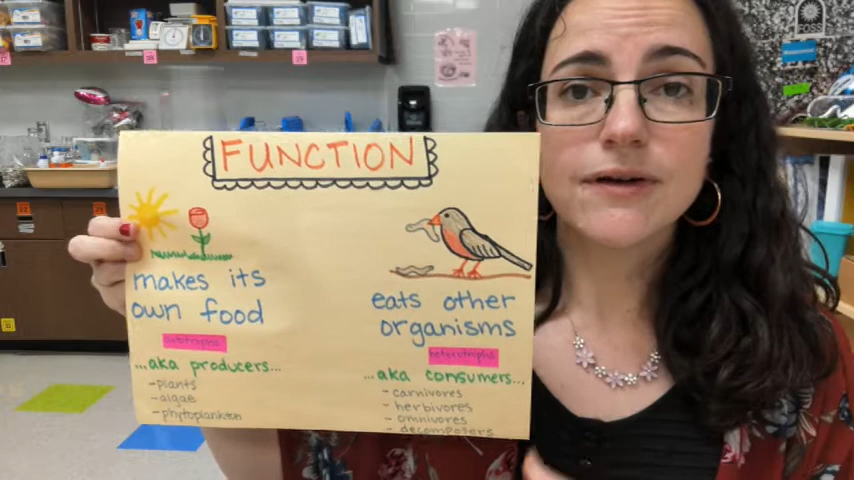 FUNCTION
makes its
own food
autotrophs
...aka producers...
-plants
-algae
-phytoplankton
eats other
organisms
heterotrophs
...aka consumers...
- carnivores
- herbivores
- omnivores
- decomposers